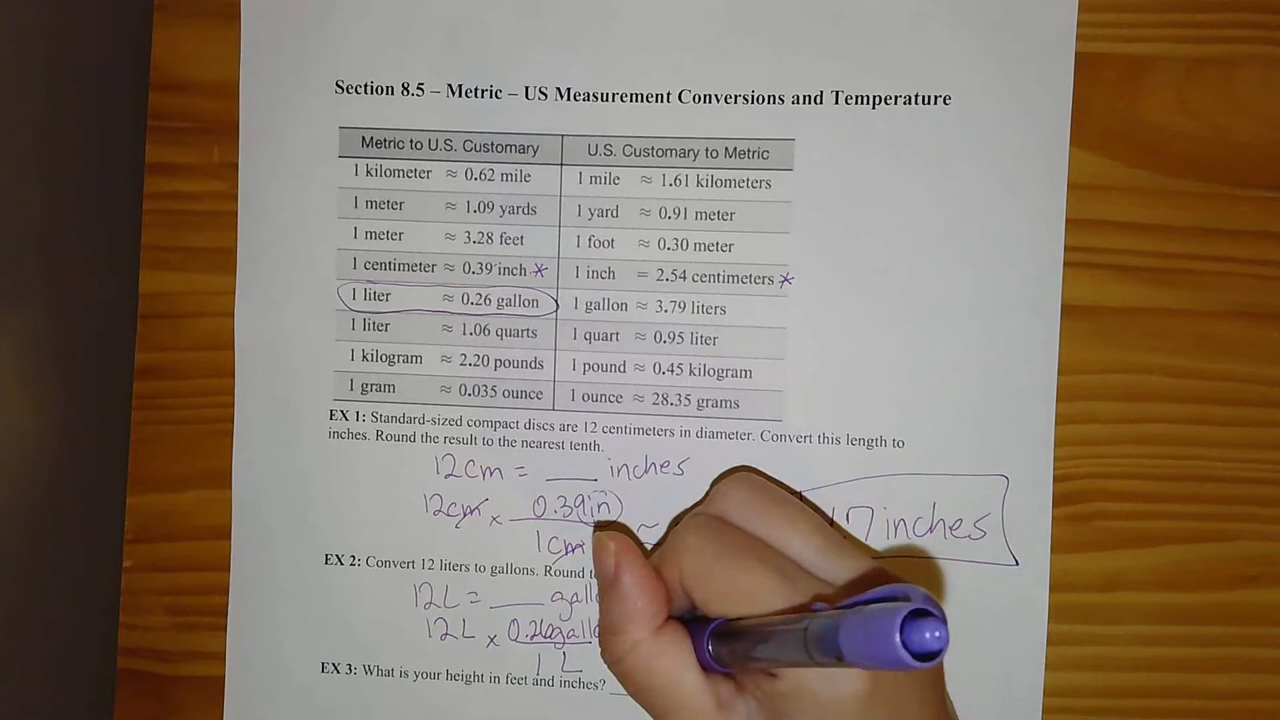 Section 8.5 – Metric – US Measurement Conversions and Temperature
Metric to U.S. Customary U.S. Customary to Metric
1 kilometer ≈ 0.62 mile 1 mile ≈ 1.61 kilometers
1 meter ≈ 1.09 yards 1 yard ≈ 0.91 meter
1 meter ≈ 3.28 feet 1 foot ≈ 0.30 meter
1 centimeter ≈ 0.39 inch * 1 inch = 2.54 centimeters *
1 liter ≈ 0.26 gallon 1 gallon ≈ 3.79 liters
1 liter ≈ 1.06 quarts 1 quart ≈ 0.95 liter
1 kilogram ≈ 2.20 pounds 1 pound ≈ 0.45 kilogram
1 gram ≈ 0.035 ounce 1 ounce ≈ 28.35 grams
EX 1: Standard-sized compact discs are 12 centimeters in diameter. Convert this length to
inches. Round the result to the nearest tenth.
12cm = ___ inches
12cm × 0.39in ≈ 7 inches
1cm
EX 2: Convert 12 liters to gallons. Round
12L = ___
12L × 0.26
1 L
EX 3: What is your height in feet and inches?